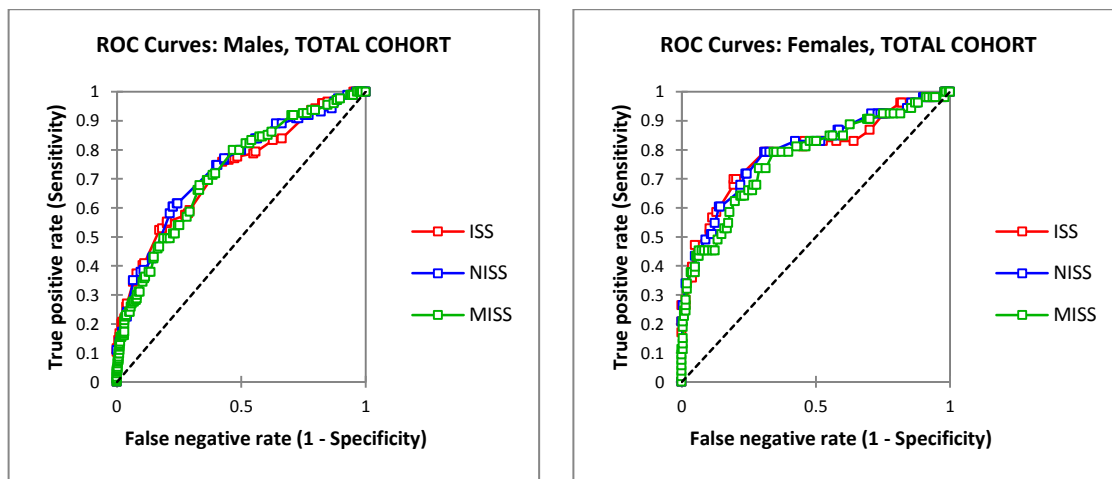 ROC Curves: Males, TOTAL COHORT
True positive rate (Sensitivity)
1
0.9
0.8
0.7
0.6
0.5
0.4
0.3
0.2
0.1
0
0 0.5 1
False negative rate (1 - Specificity)
ISS
NISS
MISS
ROC Curves: Females, TOTAL COHORT
True positive rate (Sensitivity)
1
0.9
0.8
0.7
0.6
0.5
0.4
0.3
0.2
0.1
0
0 0.5 1
False negative rate (1 - Specificity)
ISS
NISS
MISS